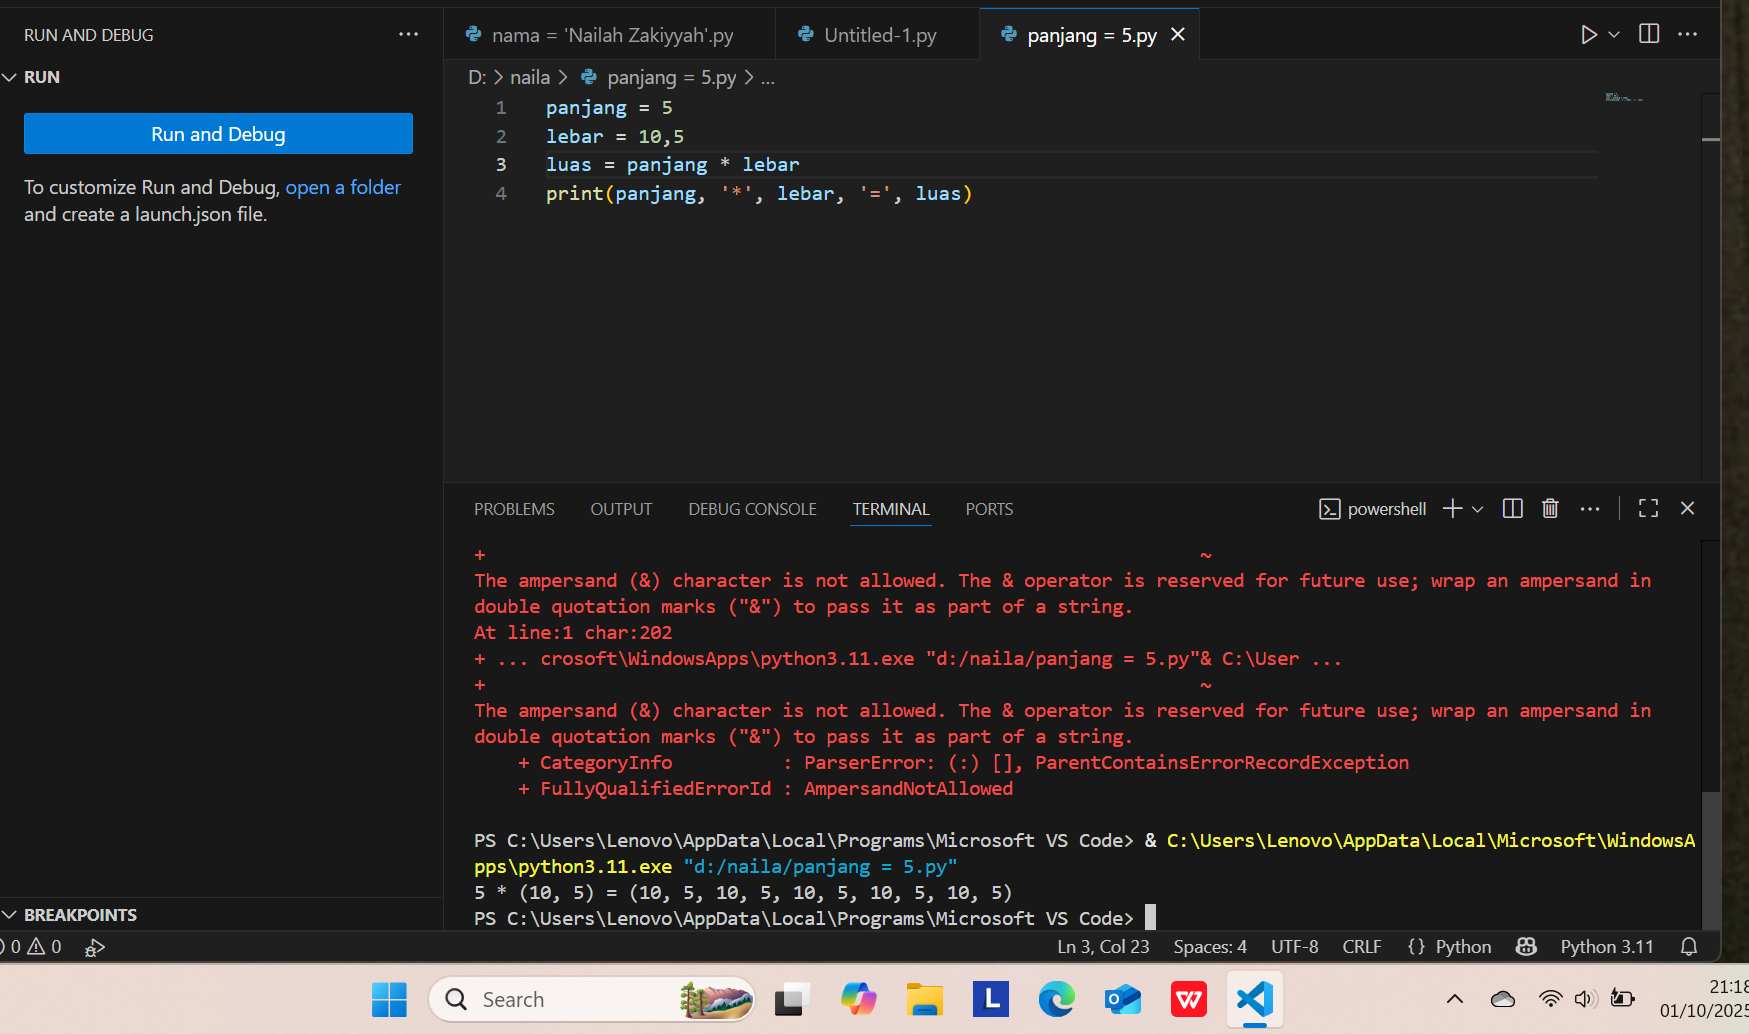 RUN AND DEBUG
RUN
Run and Debug
To customize Run and Debug, open a folder
and create a launch.json file.
BREAKPOINTS
nama = 'Nailah Zakiyyah'.py
Untitled-1.py
panjang = 5.py
D: > naila > panjang = 5.py > ...
1 panjang = 5
2 lebar = 10,5
3 luas = panjang * lebar
4 print(panjang, '*', lebar, '=', luas)
PROBLEMS OUTPUT DEBUG CONSOLE TERMINAL PORTS
powershell
+ ~
The ampersand (&) character is not allowed. The & operator is reserved for future use; wrap an ampersand in
double quotation marks ("&") to pass it as part of a string.
At line:1 char:202
+ ... crosoft\WindowsApps\python3.11.exe "d:/naila/panjang = 5.py"& C:\User ...
+ ~
The ampersand (&) character is not allowed. The & operator is reserved for future use; wrap an ampersand in
double quotation marks ("&") to pass it as part of a string.
+ CategoryInfo : ParserError: (:) [], ParentContainsErrorRecordException
+ FullyQualifiedErrorId : AmpersandNotAllowed
PS C:\Users\Lenovo\AppData\Local\Programs\Microsoft VS Code> & C:\Users\Lenovo\AppData\Local\Microsoft\WindowsA
pps\python3.11.exe "d:/naila/panjang = 5.py"
5 * (10, 5) = (10, 5, 10, 5, 10, 5, 10, 5, 10, 5)
PS C:\Users\Lenovo\AppData\Local\Programs\Microsoft VS Code>
0 0
Ln 3, Col 23 Spaces: 4 UTF-8 CRLF {} Python Python 3.11
Search
L
O
W
21:18
01/10/2025